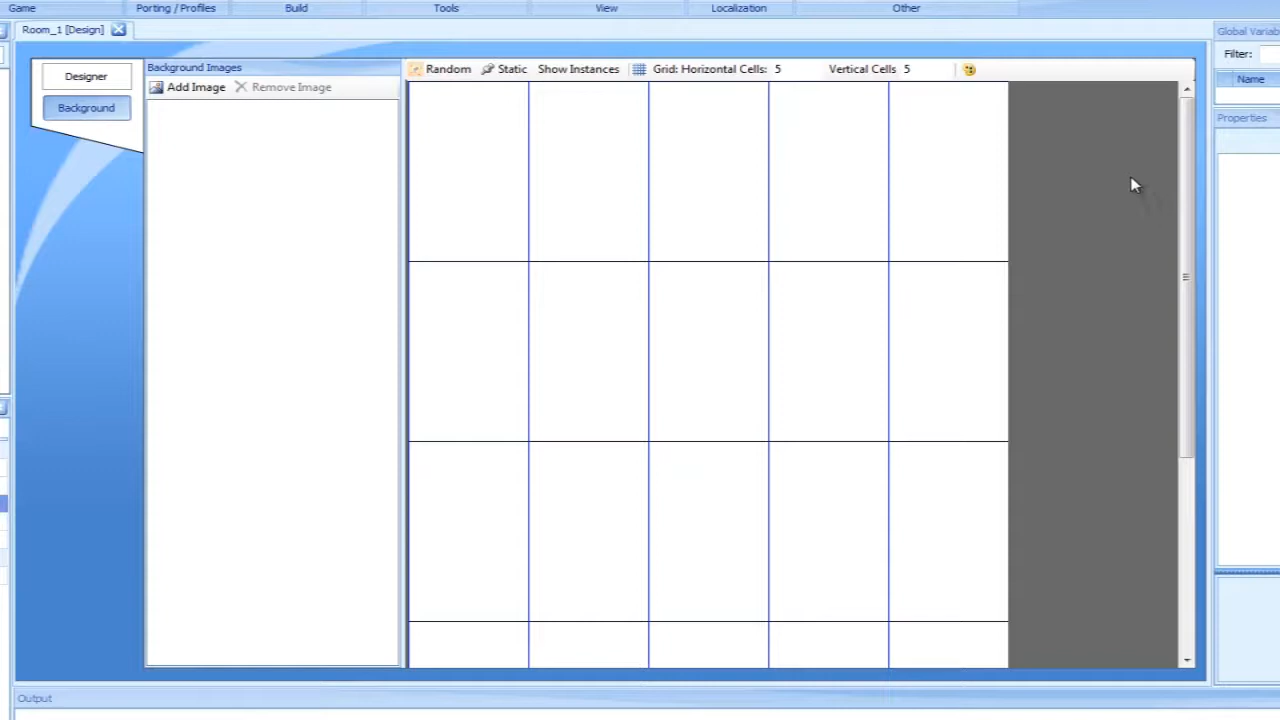 Game Porting / Profiles Build Tools View Localization Other
Room_1 [Design]
Global Variab
Designer
Background
Background Images
Add Image Remove Image
Random Static Show Instances Grid: Horizontal Cells: 5 Vertical Cells 5
Filter:
Name
Properties
Output